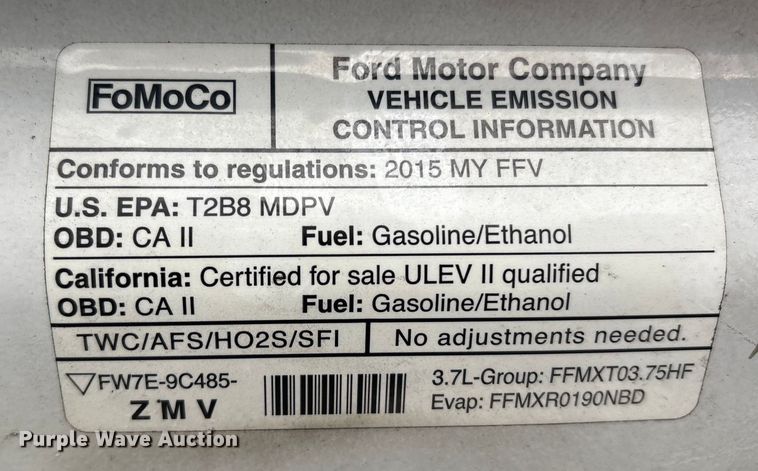 FoMoCo
Ford Motor Company
VEHICLE EMISSION
CONTROL INFORMATION
Conforms to regulations: 2015 MY FFV
U.S. EPA: T2B8 MDPV
OBD: CA II Fuel: Gasoline/Ethanol
California: Certified for sale ULEV II qualified
OBD: CA II Fuel: Gasoline/Ethanol
TWC/AFS/HO2S/SFI No adjustments needed.
▽FW7E-9C485-
ZMV
3.7L-Group: FFMXT03.75HF
Evap: FFMXR0190NBD
Purple Wave Auction